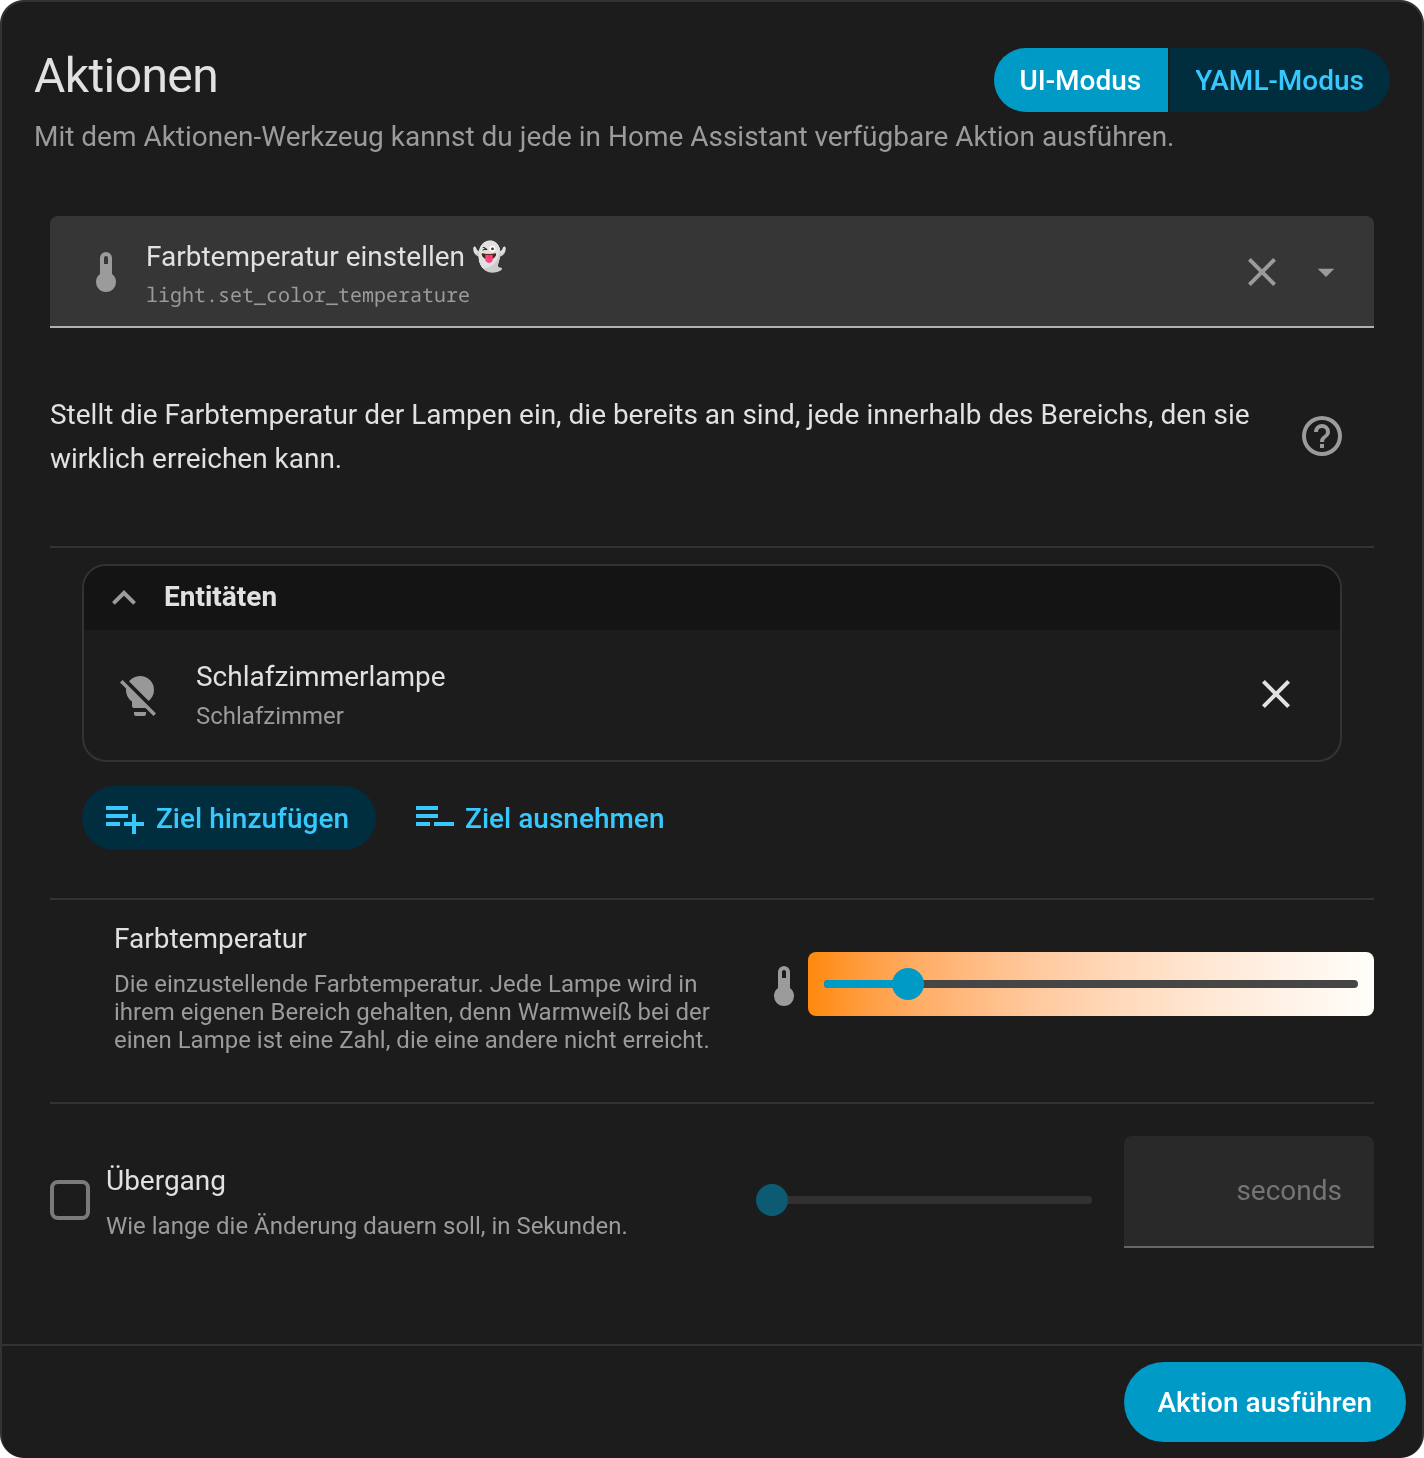 Aktionen
UI-Modus
YAML-Modus
Mit dem Aktionen-Werkzeug kannst du jede in Home Assistant verfügbare Aktion ausführen.
Farbtemperatur einstellen 👻
light.set_color_temperature
Stellt die Farbtemperatur der Lampen ein, die bereits an sind, jede innerhalb des Bereichs, den sie
wirklich erreichen kann.
Entitäten
Schlafzimmerlampe
Schlafzimmer
Ziel hinzufügen
Ziel ausnehmen
Farbtemperatur
Die einzustellende Farbtemperatur. Jede Lampe wird in
ihrem eigenen Bereich gehalten, denn Warmweiß bei der
einen Lampe ist eine Zahl, die eine andere nicht erreicht.
Übergang
Wie lange die Änderung dauern soll, in Sekunden.
seconds
Aktion ausführen